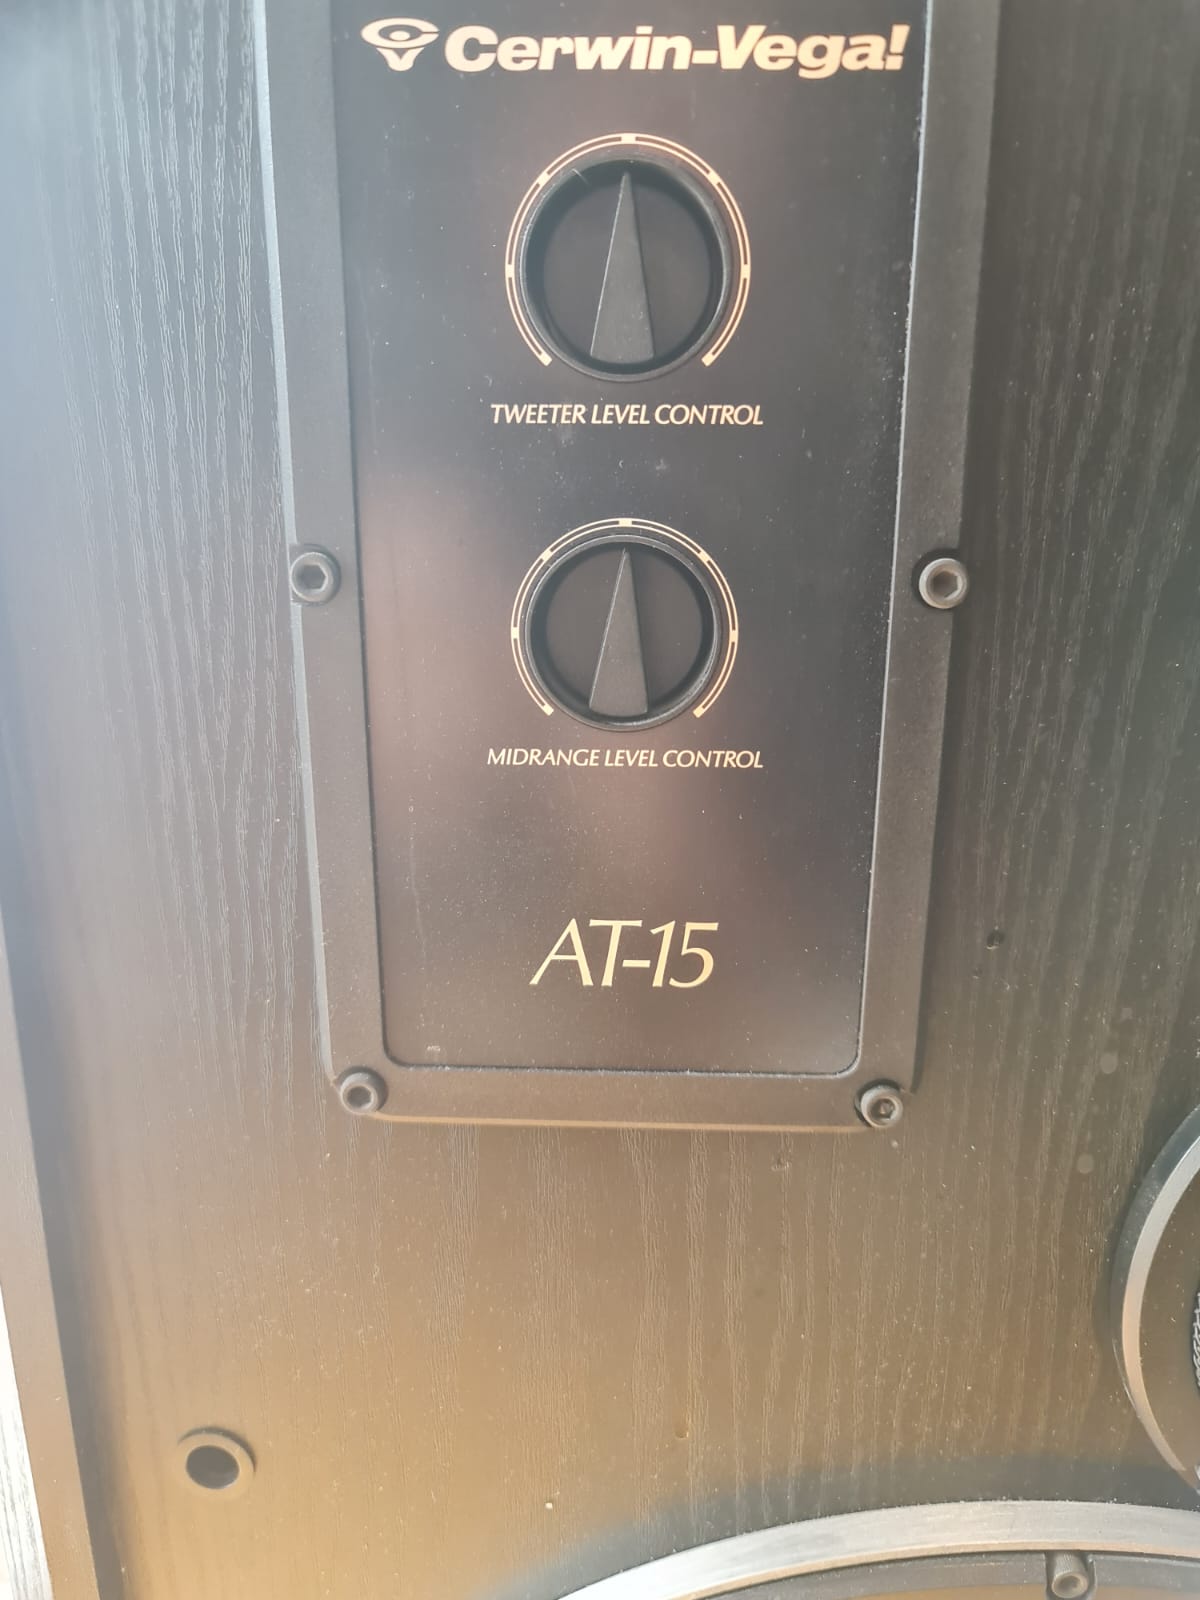 Cerwin-Vega!
TWEETER LEVEL CONTROL
MIDRANGE LEVEL CONTROL
AT-15